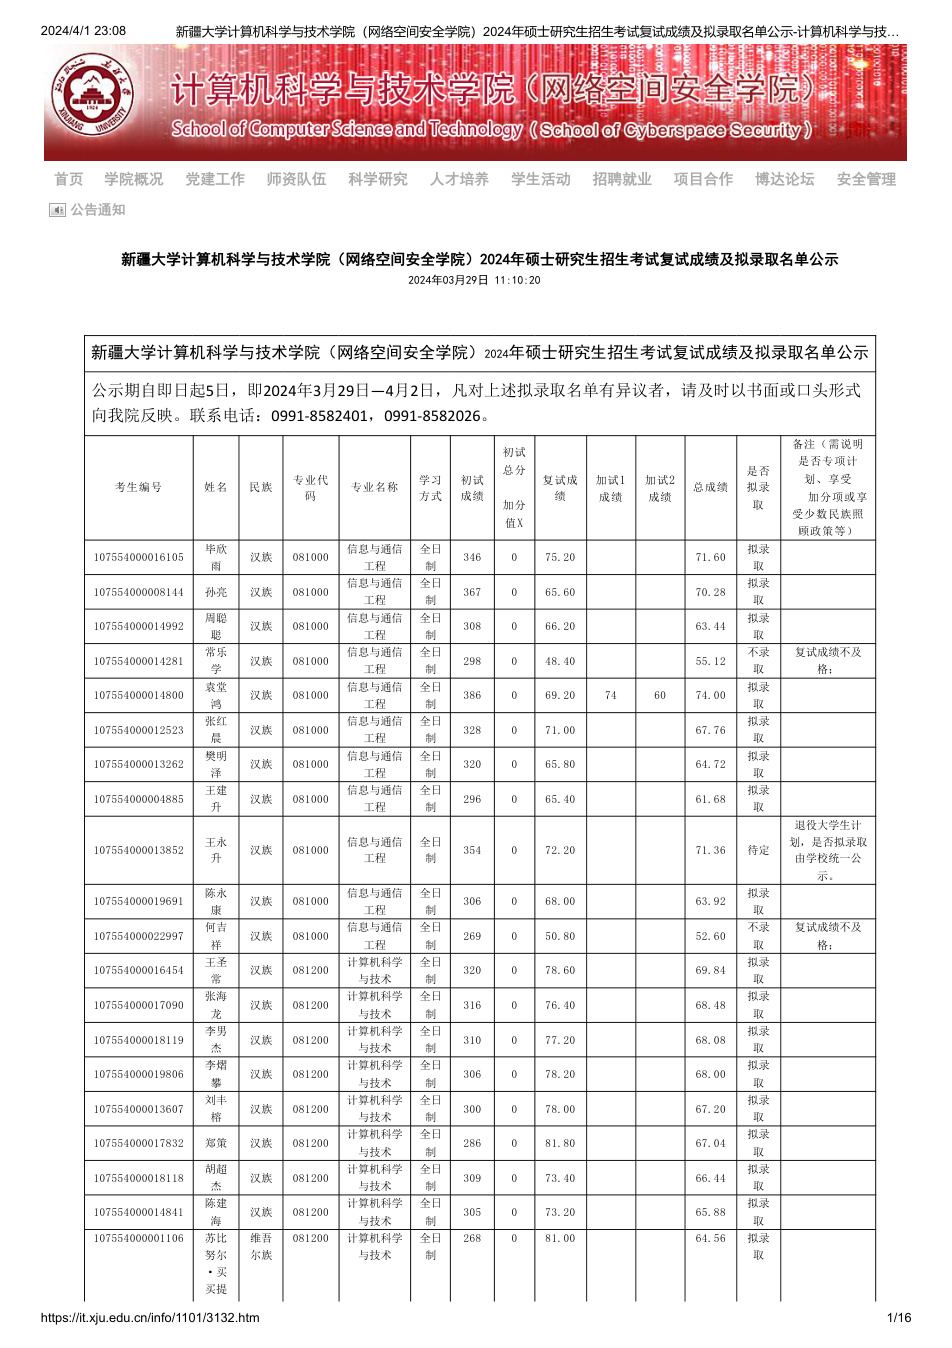 2024/4/1 23:08 新疆大学计算机科学与技术学院（网络空间安全学院）2024年硕士研究生招生考试复试成绩及拟录取名单公示-计算机科学与技…
计算机科学与技术学院（网络空间安全学院）
School of Computer Science and Technology ( School of Cyberspace Security )
XINJIANG UNIVERSITY
1924
首页 学院概况 党建工作 师资队伍 科学研究 人才培养 学生活动 招聘就业 项目合作 博达论坛 安全管理
公告通知
新疆大学计算机科学与技术学院（网络空间安全学院）2024年硕士研究生招生考试复试成绩及拟录取名单公示
2024年03月29日 11:10:20
新疆大学计算机科学与技术学院（网络空间安全学院）2024年硕士研究生招生考试复试成绩及拟录取名单公示
公示期自即日起5日，即2024年3月29日—4月2日，凡对上述拟录取名单有异议者，请及时以书面或口头形式
向我院反映。联系电话：0991-8582401，0991-8582026。
考生编号 姓名 民族 专业代码 专业名称 学习方式 初试成绩 初试总分 加分值X 复试成绩 加试1成绩 加试2成绩 总成绩 是否拟录取 备注（需说明是否专项计划、享受 加分项或享受少数民族照顾政策等）
107554000016105 毕欣雨 汉族 081000 信息与通信工程 全日制 346 0 75.20 71.60 拟录取
107554000008144 孙亮 汉族 081000 信息与通信工程 全日制 367 0 65.60 70.28 拟录取
107554000014992 周聪聪 汉族 081000 信息与通信工程 全日制 308 0 66.20 63.44 拟录取
107554000014281 常乐学 汉族 081000 信息与通信工程 全日制 298 0 48.40 55.12 不录取 复试成绩不及格；
107554000014800 袁堂鸿 汉族 081000 信息与通信工程 全日制 386 0 69.20 74 60 74.00 拟录取
107554000012523 张红晨 汉族 081000 信息与通信工程 全日制 328 0 71.00 67.76 拟录取
107554000013262 樊明泽 汉族 081000 信息与通信工程 全日制 320 0 65.80 64.72 拟录取
107554000004885 王建升 汉族 081000 信息与通信工程 全日制 296 0 65.40 61.68 拟录取
107554000013852 王永升 汉族 081000 信息与通信工程 全日制 354 0 72.20 71.36 待定 退役大学生计划，是否拟录取由学校统一公示。
107554000019691 陈永康 汉族 081000 信息与通信工程 全日制 306 0 68.00 63.92 拟录取
107554000022997 何吉祥 汉族 081000 信息与通信工程 全日制 269 0 50.80 52.60 不录取 复试成绩不及格；
107554000016454 王圣常 汉族 081200 计算机科学与技术 全日制 320 0 78.60 69.84 拟录取
107554000017090 张海龙 汉族 081200 计算机科学与技术 全日制 316 0 76.40 68.48 拟录取
107554000018119 李男杰 汉族 081200 计算机科学与技术 全日制 310 0 77.20 68.08 拟录取
107554000019806 李熠攀 汉族 081200 计算机科学与技术 全日制 306 0 78.20 68.00 拟录取
107554000013607 刘丰榕 汉族 081200 计算机科学与技术 全日制 300 0 78.00 67.20 拟录取
107554000017832 郑策 汉族 081200 计算机科学与技术 全日制 286 0 81.80 67.04 拟录取
107554000018118 胡超杰 汉族 081200 计算机科学与技术 全日制 309 0 73.40 66.44 拟录取
107554000014841 陈建海 汉族 081200 计算机科学与技术 全日制 305 0 73.20 65.88 拟录取
107554000001106 苏比努尔·买买提 维吾尔族 081200 计算机科学与技术 全日制 268 0 81.00 64.56 拟录取
https://it.xju.edu.cn/info/1101/3132.htm 1/16